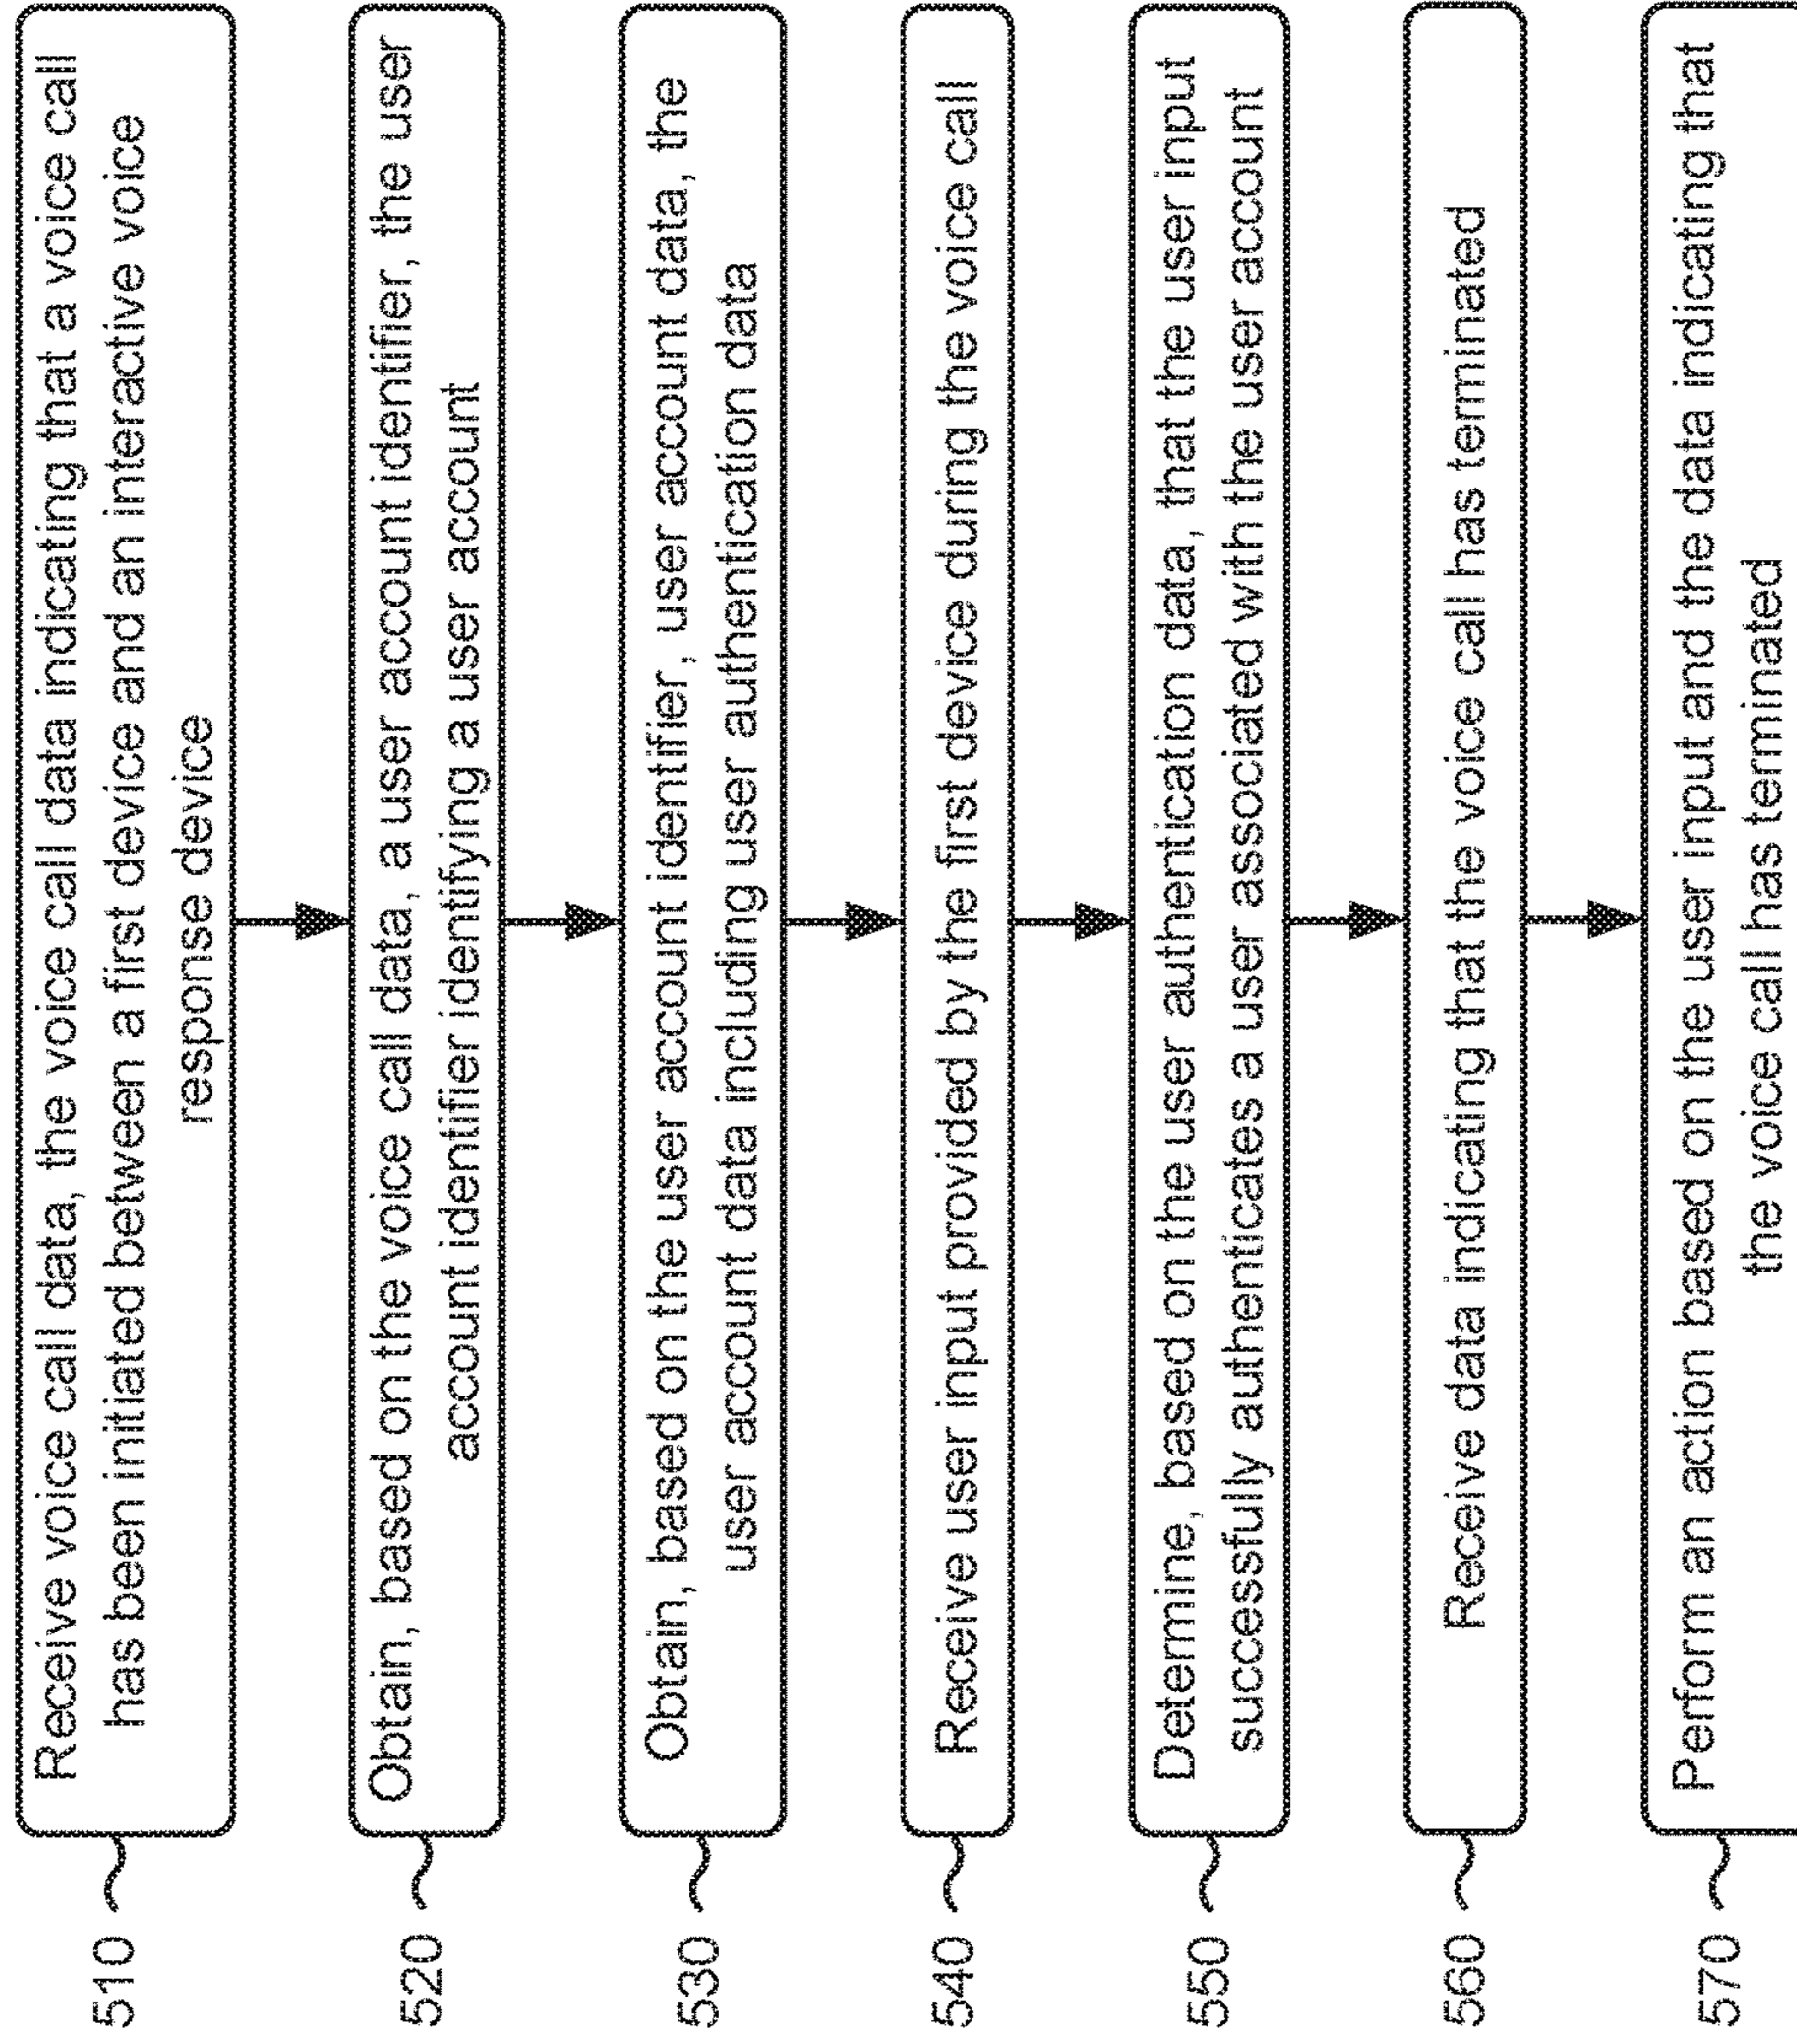 510
Receive voice call data, the voice call data indicating that a voice call
has been initiated between a first device and an interactive voice
response device
520
Obtain, based on the voice call data, a user account identifier, the user
account identifier identifying a user account
530
Obtain, based on the user account identifier, user account data, the
user account data including user authentication data
540
Receive user input provided by the first device during the voice call
550
Determine, based on the user authentication data, that the user input
successfully authenticates a user associated with the user account
560
Receive data indicating that the voice call has terminated
570
Perform an action based on the user input and the data indicating that
the voice call has terminated